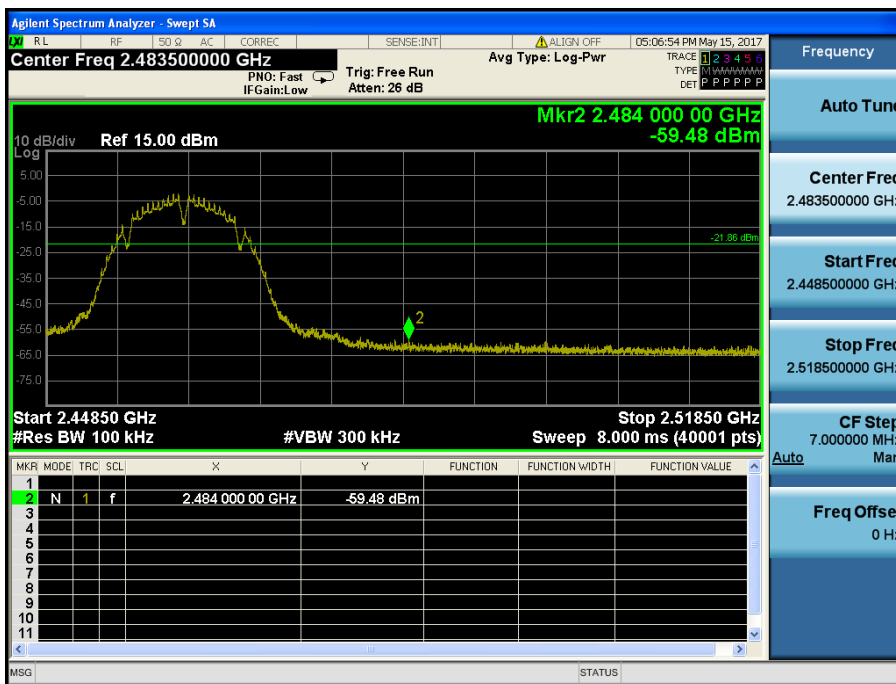 Agilent Spectrum Analyzer - Swept SA
LXI RL RF 50 Ω AC CORREC SENSE:INT ALIGN OFF 05:06:54 PM May 15, 2017
Center Freq 2.483500000 GHz
PNO: Fast
IFGain:Low
Trig: Free Run
Atten: 26 dB
Avg Type: Log-Pwr
TRACE 1 2 3 4 5 6
TYPE M WWWWW
DET P P P P P P
Mkr2 2.484 000 00 GHz
-59.48 dBm
10 dB/div Ref 15.00 dBm
Log
5.00
-5.00
-15.0
-21.86 dBm
-25.0
-35.0
-45.0
2
-55.0
-65.0
-75.0
Start 2.44850 GHz Stop 2.51850 GHz
#Res BW 100 kHz #VBW 300 kHz Sweep 8.000 ms (40001 pts)
MKR MODE TRC SCL X Y FUNCTION FUNCTION WIDTH FUNCTION VALUE
1
2 N 1 f 2.484 000 00 GHz -59.48 dBm
3
4
5
6
7
8
9
10
11
MSG STATUS
Frequency
Auto Tune
Center Freq
2.483500000 GHz
Start Freq
2.448500000 GHz
Stop Freq
2.518500000 GHz
CF Step
7.000000 MHz
Auto Man
Freq Offset
0 Hz